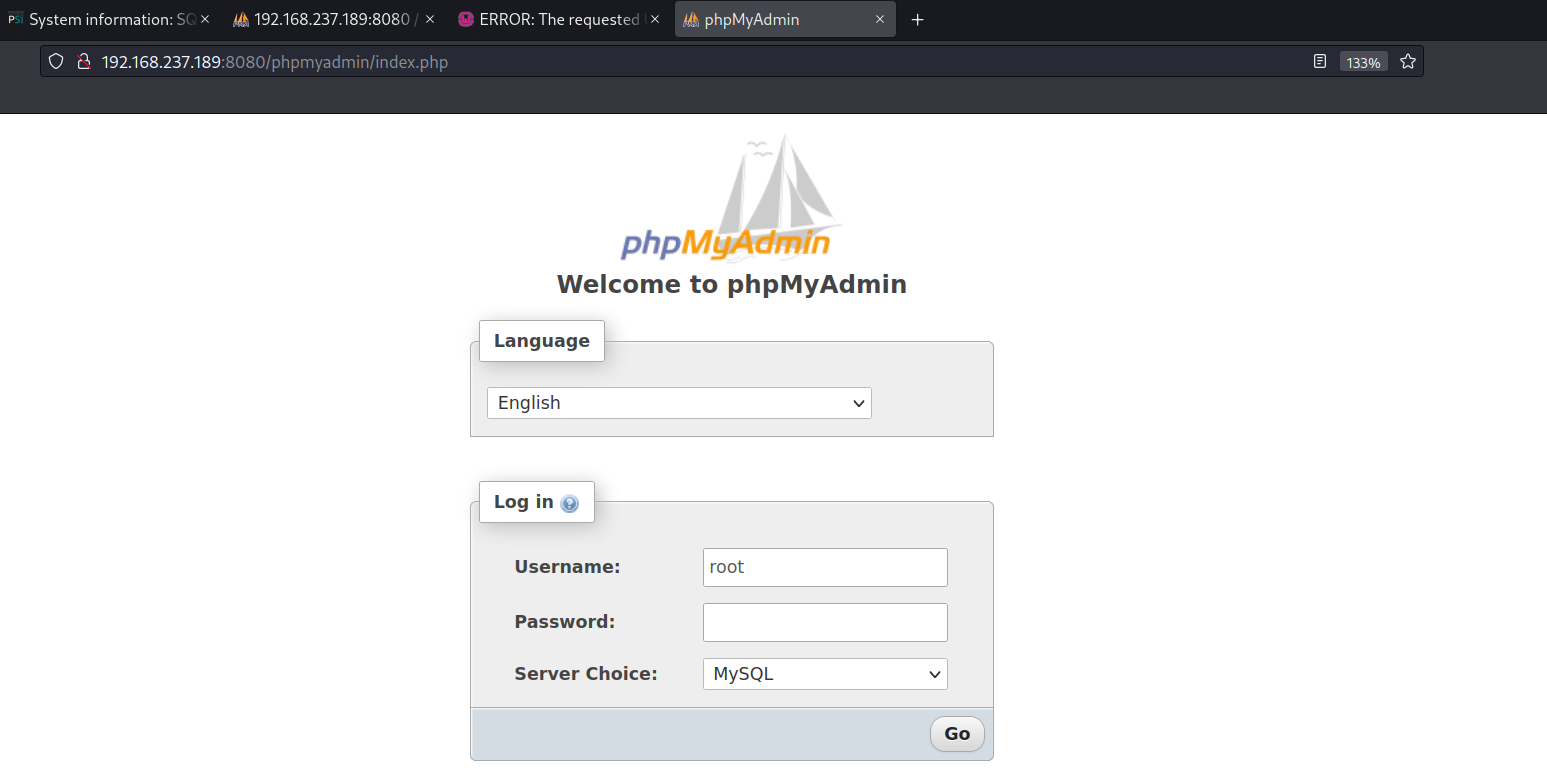 PSI System information: SQ
192.168.237.189:8080 /
ERROR: The requested
phpMyAdmin
192.168.237.189:8080/phpmyadmin/index.php
133%
phpMyAdmin
Welcome to phpMyAdmin
Language
English
Log in
Username:
root
Password:
Server Choice:
MySQL
Go